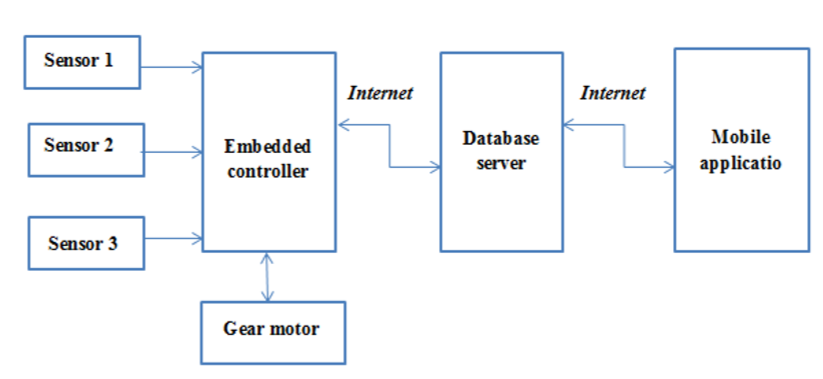 Sensor 1
Sensor 2
Sensor 3
Embedded
controller
Gear motor
Internet
Database
server
Internet
Mobile
applicatio